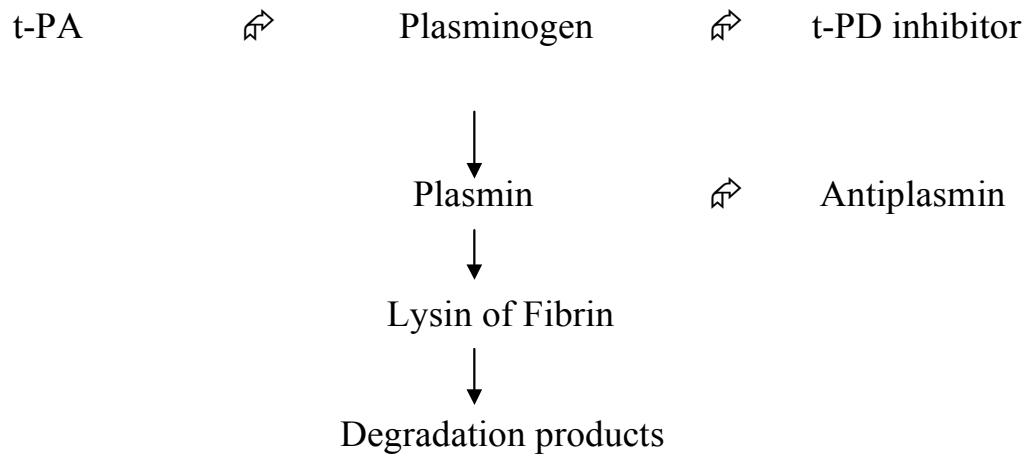 t-PA Plasminogen t-PD inhibitor
Plasmin Antiplasmin
Lysin of Fibrin
Degradation products